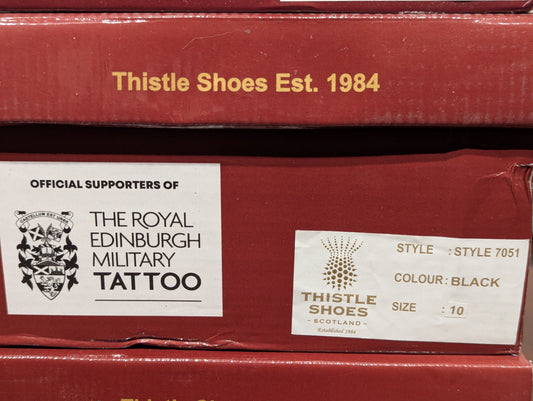 Thistle Shoes Est. 1984
OFFICIAL SUPPORTERS OF
THE ROYAL
EDINBURGH
MILITARY
TATTOO
THISTLE
SHOES
- SCOTLAND -
Established 1984
STYLE : STYLE 7051
COLOUR : BLACK
SIZE : 10